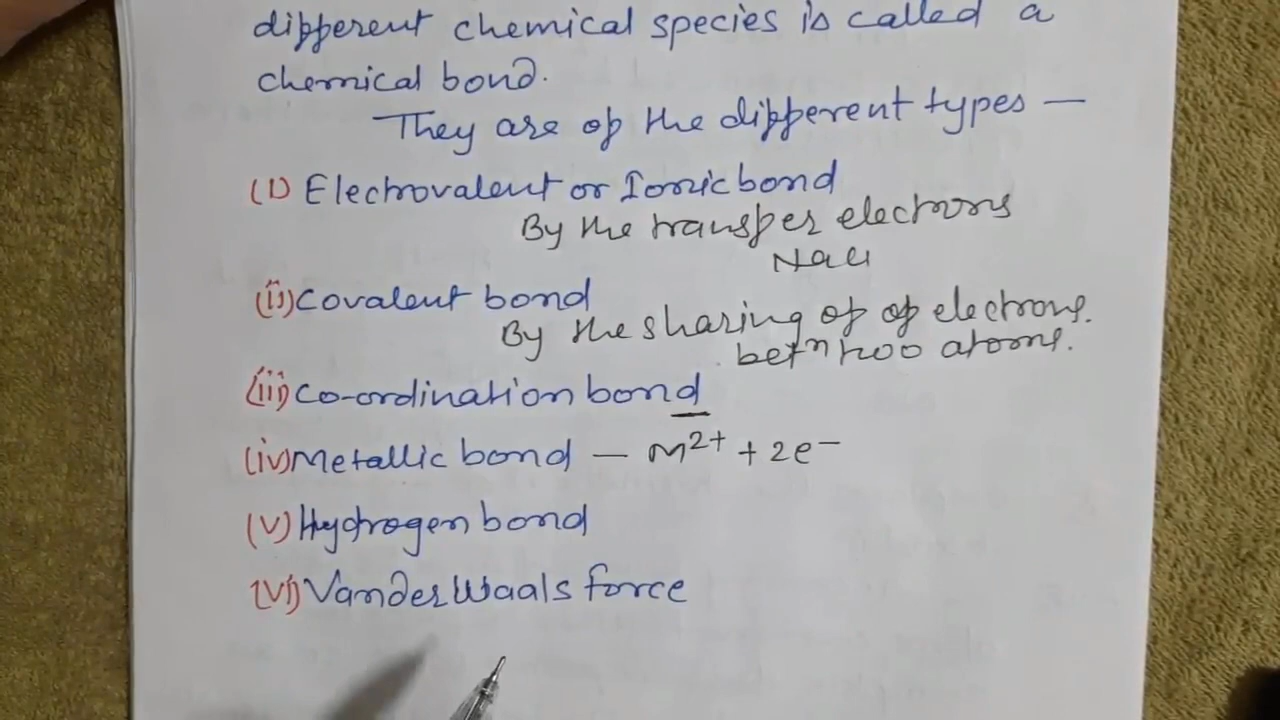 different chemical species is called a
chemical bond.
They are of the different types —
(i) Electrovalent or Ionic bond
By the transfer electrons
NaCl
(ii) Covalent bond
By the sharing of of electrons.
betn two atoms.
(iii) Co-ordination bond
(iv) Metallic bond — M²⁺ + 2e⁻
(v) Hydrogen bond
(vi) Vander Waals force